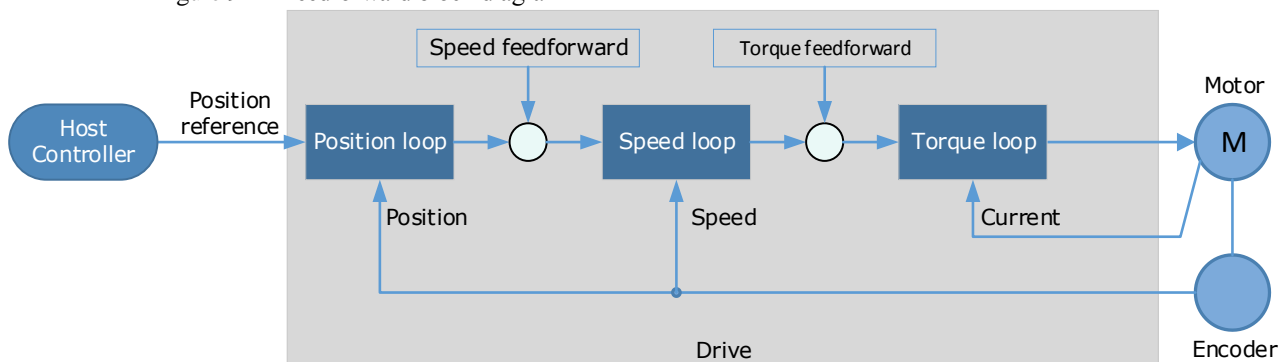 Speed feedforward
Torque feedforward
Motor
Position
reference
Host
Controller
Position loop
Speed loop
Torque loop
M
Position
Speed
Current
Drive
Encoder